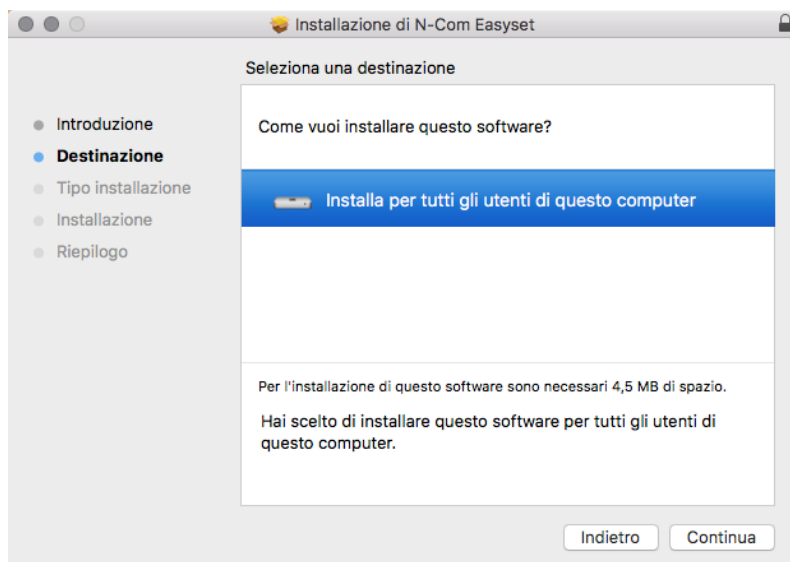 Installazione di N-Com Easyset
Seleziona una destinazione
Introduzione
Destinazione
Tipo installazione
Installazione
Riepilogo
Come vuoi installare questo software?
Installa per tutti gli utenti di questo computer
Per l'installazione di questo software sono necessari 4,5 MB di spazio.
Hai scelto di installare questo software per tutti gli utenti di
questo computer.
Indietro
Continua